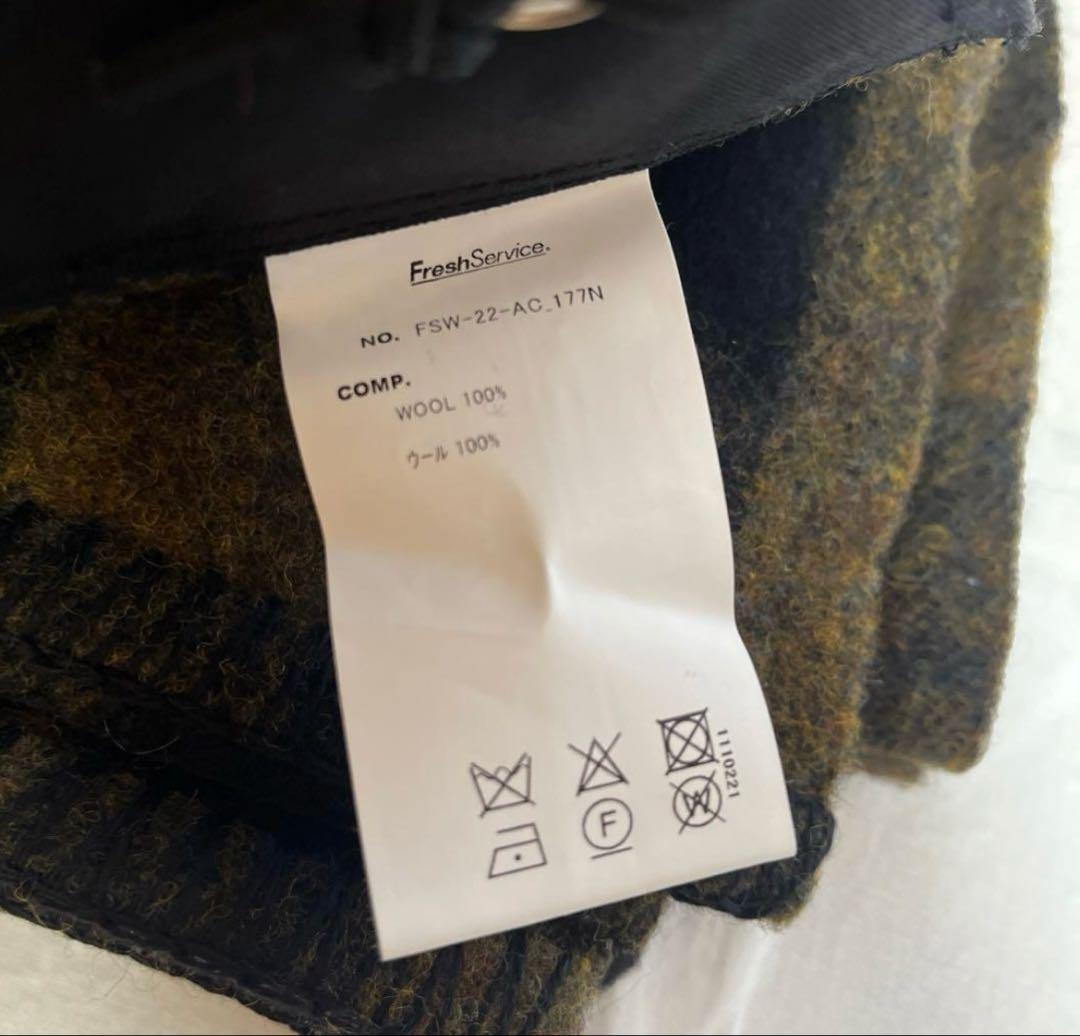 FreshService.
NO. FSW-22-AC_177N
COMP.
WOOL 100%
ウール 100%
1110221
F
W